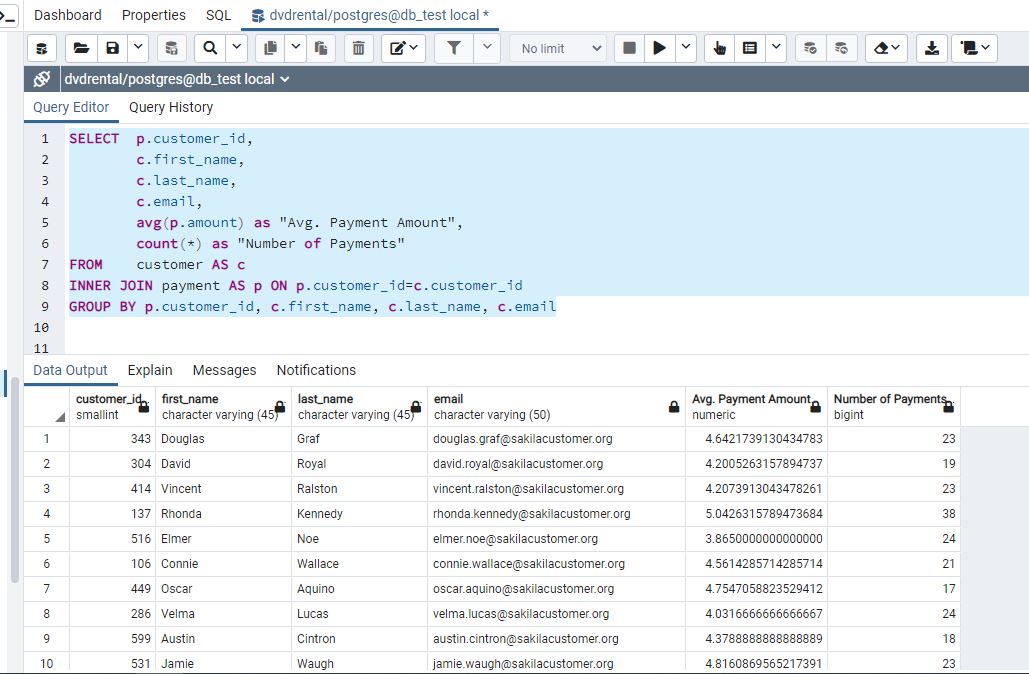 Dashboard Properties SQL dvdrental/postgres@db_test local *
No limit
dvdrental/postgres@db_test local
Query Editor Query History
1 SELECT p.customer_id,
2 c.first_name,
3 c.last_name,
4 c.email,
5 avg(p.amount) as "Avg. Payment Amount",
6 count(*) as "Number of Payments"
7 FROM customer AS c
8 INNER JOIN payment AS p ON p.customer_id=c.customer_id
9 GROUP BY p.customer_id, c.first_name, c.last_name, c.email
10
11
Data Output Explain Messages Notifications
customer_id first_name last_name email Avg. Payment Amount Number of Payments
smallint character varying (45) character varying (45) character varying (50) numeric bigint
1 343 Douglas Graf douglas.graf@sakilacustomer.org 4.6421739130434783 23
2 304 David Royal david.royal@sakilacustomer.org 4.2005263157894737 19
3 414 Vincent Ralston vincent.ralston@sakilacustomer.org 4.2073913043478261 23
4 137 Rhonda Kennedy rhonda.kennedy@sakilacustomer.org 5.0426315789473684 38
5 516 Elmer Noe elmer.noe@sakilacustomer.org 3.8650000000000000 24
6 106 Connie Wallace connie.wallace@sakilacustomer.org 4.5614285714285714 21
7 449 Oscar Aquino oscar.aquino@sakilacustomer.org 4.7547058823529412 17
8 286 Velma Lucas velma.lucas@sakilacustomer.org 4.0316666666666667 24
9 599 Austin Cintron austin.cintron@sakilacustomer.org 4.3788888888888889 18
10 531 Jamie Waugh jamie.waugh@sakilacustomer.org 4.8160869565217391 23